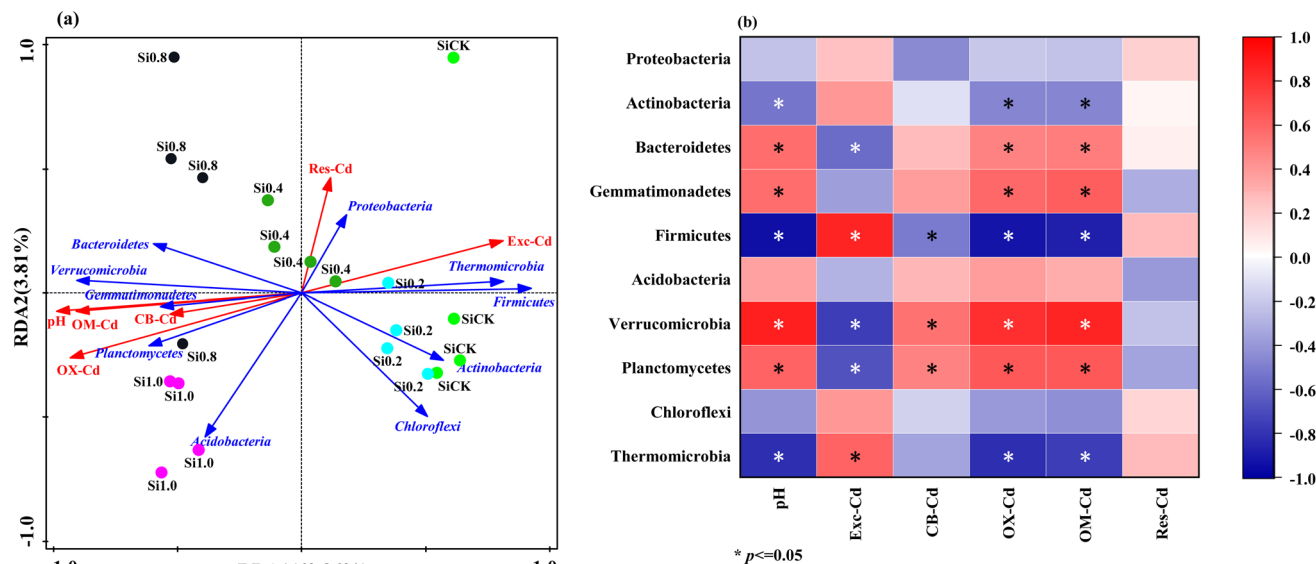 (a)
(b)
SiCK
1.0
Si0.8
Si0.8
Si0.8
Res-Cd
Si0.4
Proteobacteria
Si0.4
Bacteroidetes
Exc-Cd
Si0.4
Si0.4
Thermomicrobia
Verrucomicrobia
Si0.2
Gemmatimonadetes
Firmicutes
pH
OM-Cd
CB-Cd
SiCK
Si0.2
Planctomycetes
Si0.8
SiCK
Si0.2
OX-Cd
Actinobacteria
Si1.0
Si1.0
Si0.2
SiCK
Chloroflexi
Acidobacteria
Si1.0
Si1.0
RDA2(3.81%)
-1.0
1.0
Proteobacteria
Actinobacteria
* * *
Bacteroidetes
* * * *
Gemmatimonadetes
* * *
Firmicutes
* * * * *
Acidobacteria
Verrucomicrobia
* * * * *
Planctomycetes
* * * * *
Chloroflexi
Thermomicrobia
* * * *
pH
Exc-Cd
CB-Cd
OX-Cd
OM-Cd
Res-Cd
* p<=0.05
1.0
0.8
0.6
0.4
0.2
0.0
-0.2
-0.4
-0.6
-0.8
-1.0